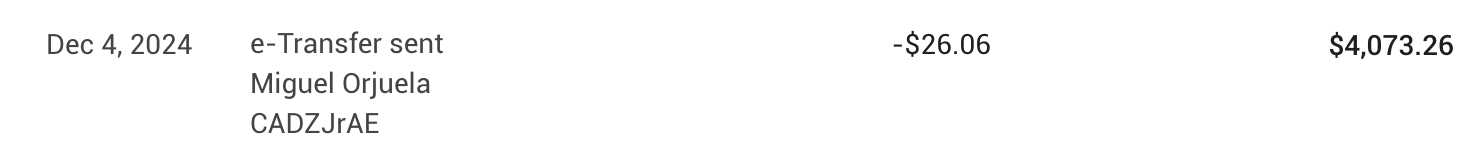 Dec 4, 2024 e-Transfer sent -$26.06 $4,073.26
Miguel Orjuela
CADZJrAE